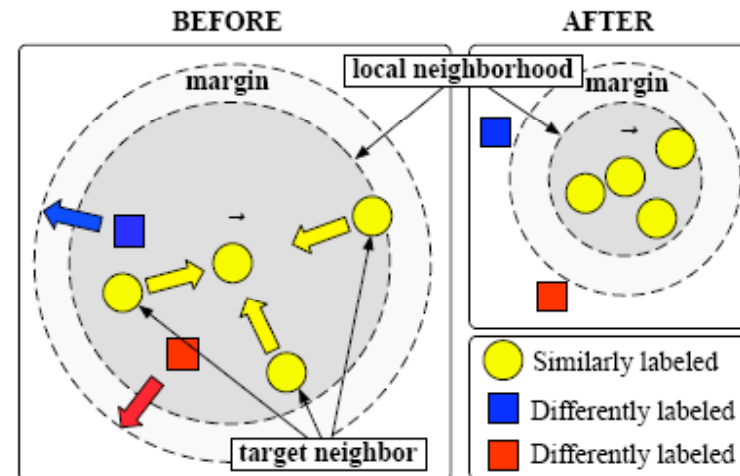 BEFORE
AFTER
local neighborhood
margin
margin
target neighbor
Similarly labeled
Differently labeled
Differently labeled